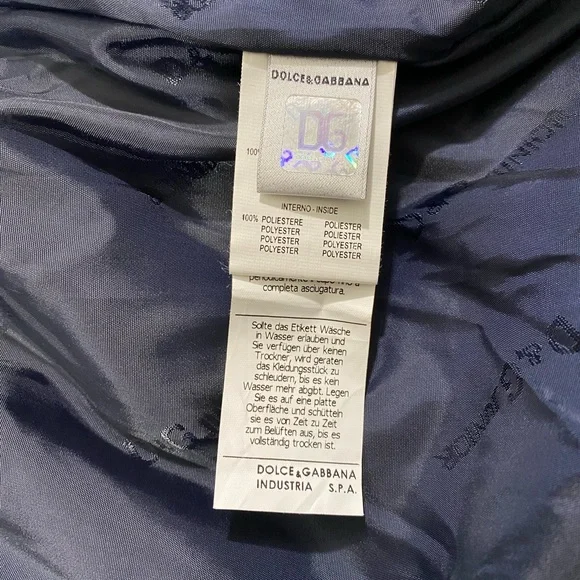 DOLCE&GABBANA
DG
100%
INTERNO - INSIDE
100% POLIESTERE POLYESTER
POLYESTER POLYESTER
POLYESTER POLYESTER
POLYESTER POLYESTER
completa asciugatura.
Sollte das Etikett Wäsche
in Wasser erlauben und
Sie verfügen über keinen
Trockner, wird geraten
das Kleidungsstück zu
schleudern, bis es kein
Wasser mehr abgbt. Legen
Sie es auf eine platte
Oberfläche und schütteln
sie es von Zeit zu Zeit
zum Belüften aus, bis es
vollständig trocken ist.
DOLCE&GABBANA
INDUSTRIA S.P.A.